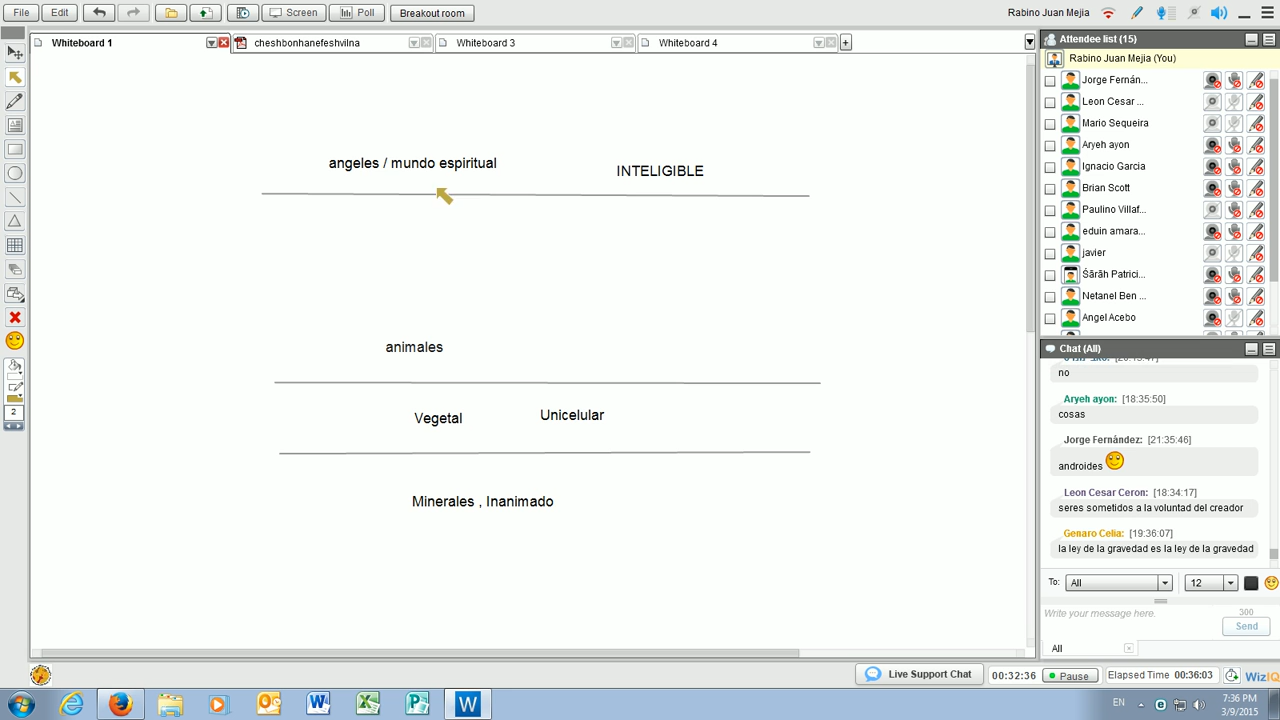 File
Edit
Screen
Poll
Breakout room
Rabino Juan Mejia
Whiteboard 1
cheshbonhanefeshvilna
Whiteboard 3
Whiteboard 4
angeles / mundo espiritual
INTELIGIBLE
animales
Vegetal
Unicelular
Minerales , Inanimado
2
Attendee list (15)
Rabino Juan Mejia (You)
Jorge Fernán...
Leon Cesar ...
Mario Sequeira
Aryeh ayon
Ignacio Garcia
Brian Scott
Paulino Villaf...
eduin amara...
javier
Śārāh Patrici...
Netanel Ben ...
Angel Acebo
Chat (All)
no
Aryeh ayon: [18:35:50]
cosas
Jorge Fernández: [21:35:46]
androides
Leon Cesar Ceron: [18:34:17]
seres sometidos a la voluntad del creador
Genaro Celia: [19:36:07]
la ley de la gravedad es la ley de la gravedad
To: All 12
Write your message here. 300
Send
All
Live Support Chat
00:32:36 Pause
Elapsed Time 00:36:03
WizIQ
EN
7:36 PM
3/9/2015